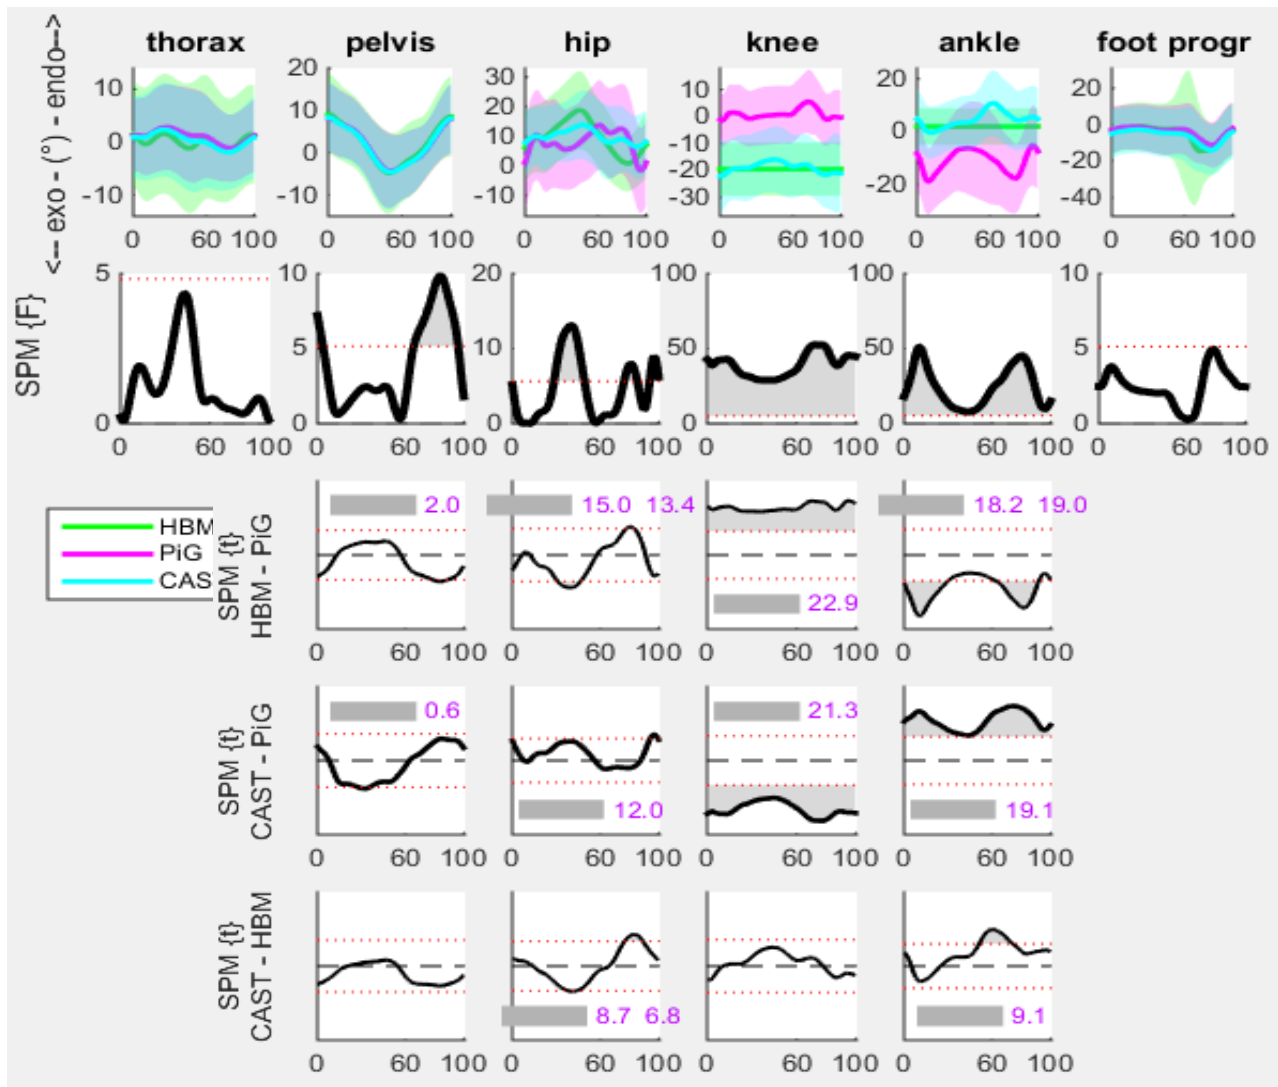 thorax pelvis hip knee ankle foot progr
<-- exo - (°) - endo-->
10 0 -10
0 60 100
20 10 0 -10
0 60 100
30 20 10 0 -10
0 60 100
10 0 -10 -20 -30
0 60 100
20 0 -20
0 60 100
20 0 -20 -40
0 60 100
SPM {F}
5 0
0 60 100
10 5 0
0 60 100
20 10 0
0 60 100
100 50 0
0 60 100
100 50 0
0 60 100
10 5 0
0 60 100
HBM
PiG
CAS
SPM {t}
HBM - PiG
2.0
0 60 100
15.0 13.4
0 60 100
22.9
0 60 100
18.2 19.0
0 60 100
SPM {t}
CAST - PiG
0.6
0 60 100
12.0
0 60 100
21.3
0 60 100
19.1
0 60 100
SPM {t}
CAST - HBM
0 60 100
8.7 6.8
0 60 100
0 60 100
9.1
0 60 100